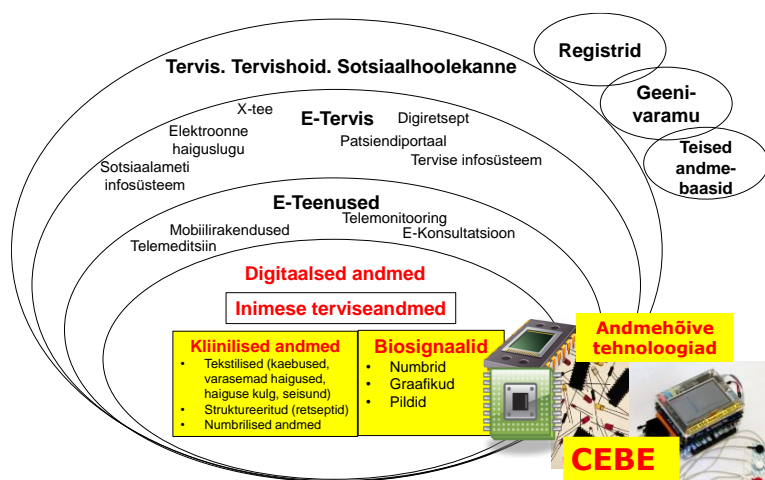 Tervis. Tervishoid. Sotsiaalhoolekanne
Registrid
Geeni-
varamu
Teised
andme-
baasid
X-tee
E-Tervis
Digiretsept
Elektroonne
haiguslugu
Patsiendiportaal
Tervise infosüsteem
Sotsiaalameti
infosüsteem
E-Teenused
Telemonitooring
Mobiilirakendused
E-Konsultatsioon
Telemeditsiin
Digitaalsed andmed
Inimese terviseandmed
Kliinilised andmed
• Tekstilised (kaebused,
varasemad haigused,
haiguse kulg, seisund)
• Struktureeritud (retseptid)
• Numbrilised andmed
Biosignaalid
• Numbrid
• Graafikud
• Pildid
Andmehõive
tehnoloogiad
CEBE